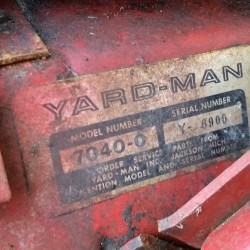 YARD-MAN
MODEL NUMBER SERIAL NUMBER
7040-0 Y- 6900
ORDER SERVICE PARTS FROM
YARD-MAN INC. JACKSON, MICH.
MENTION MODEL AND SERIAL NUMBER